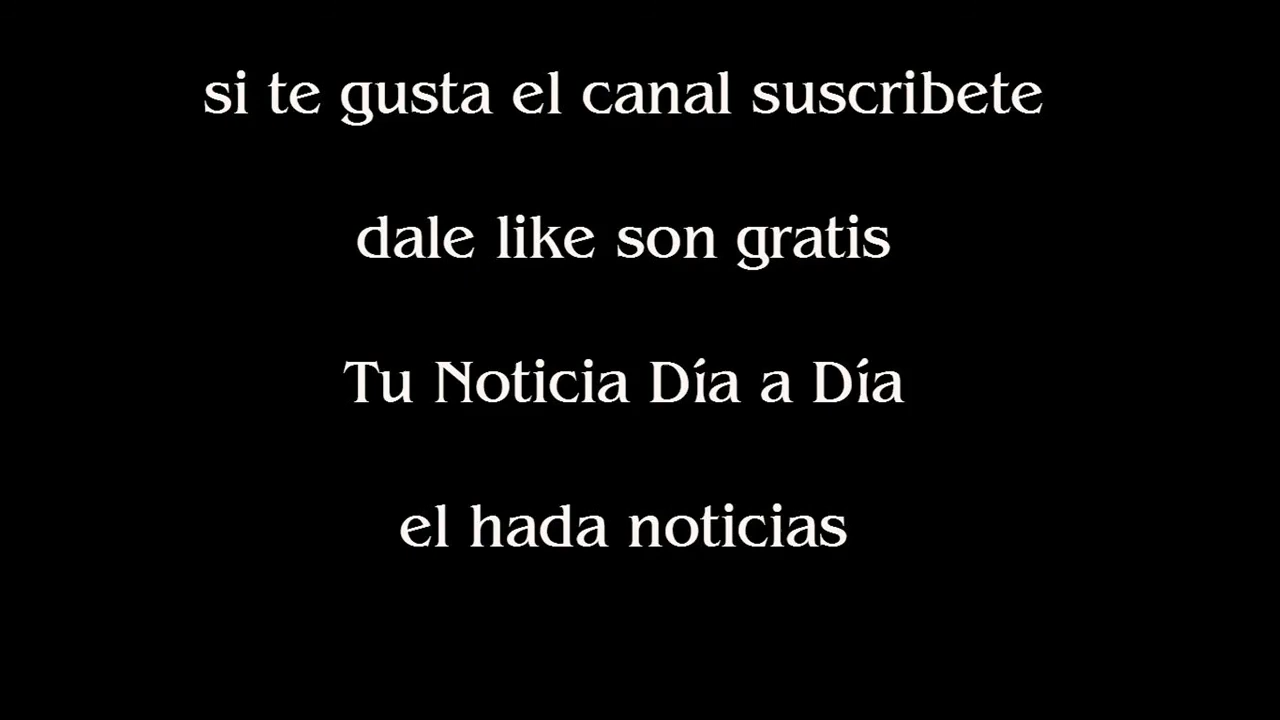 si te gusta el canal suscribete
dale like son gratis
Tu Noticia Día a Día
el hada noticias